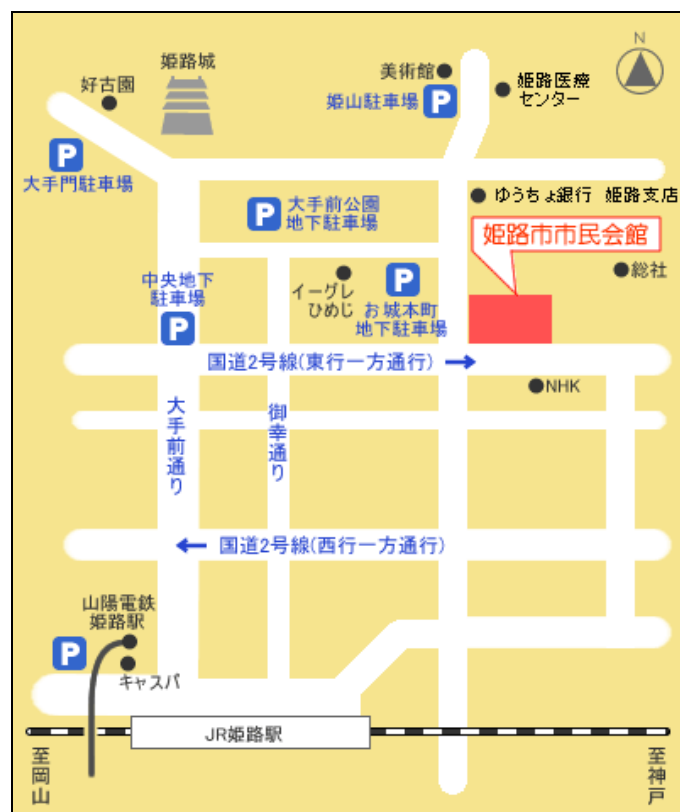 N
姫路城
美術館
好古園
姫路医療
センター
姫山駐車場
P
P
大手門駐車場
ゆうちょ銀行 姫路支店
P
大手前公園
地下駐車場
姫路市市民会館
総社
中央地下
駐車場
P
イーグレ
ひめじ
P
お城本町
地下駐車場
国道2号線(東行一方通行)
NHK
大手前通り
御幸通り
国道2号線(西行一方通行)
山陽電鉄
姫路駅
P
キャスパ
JR姫路駅
至岡山
至神戸